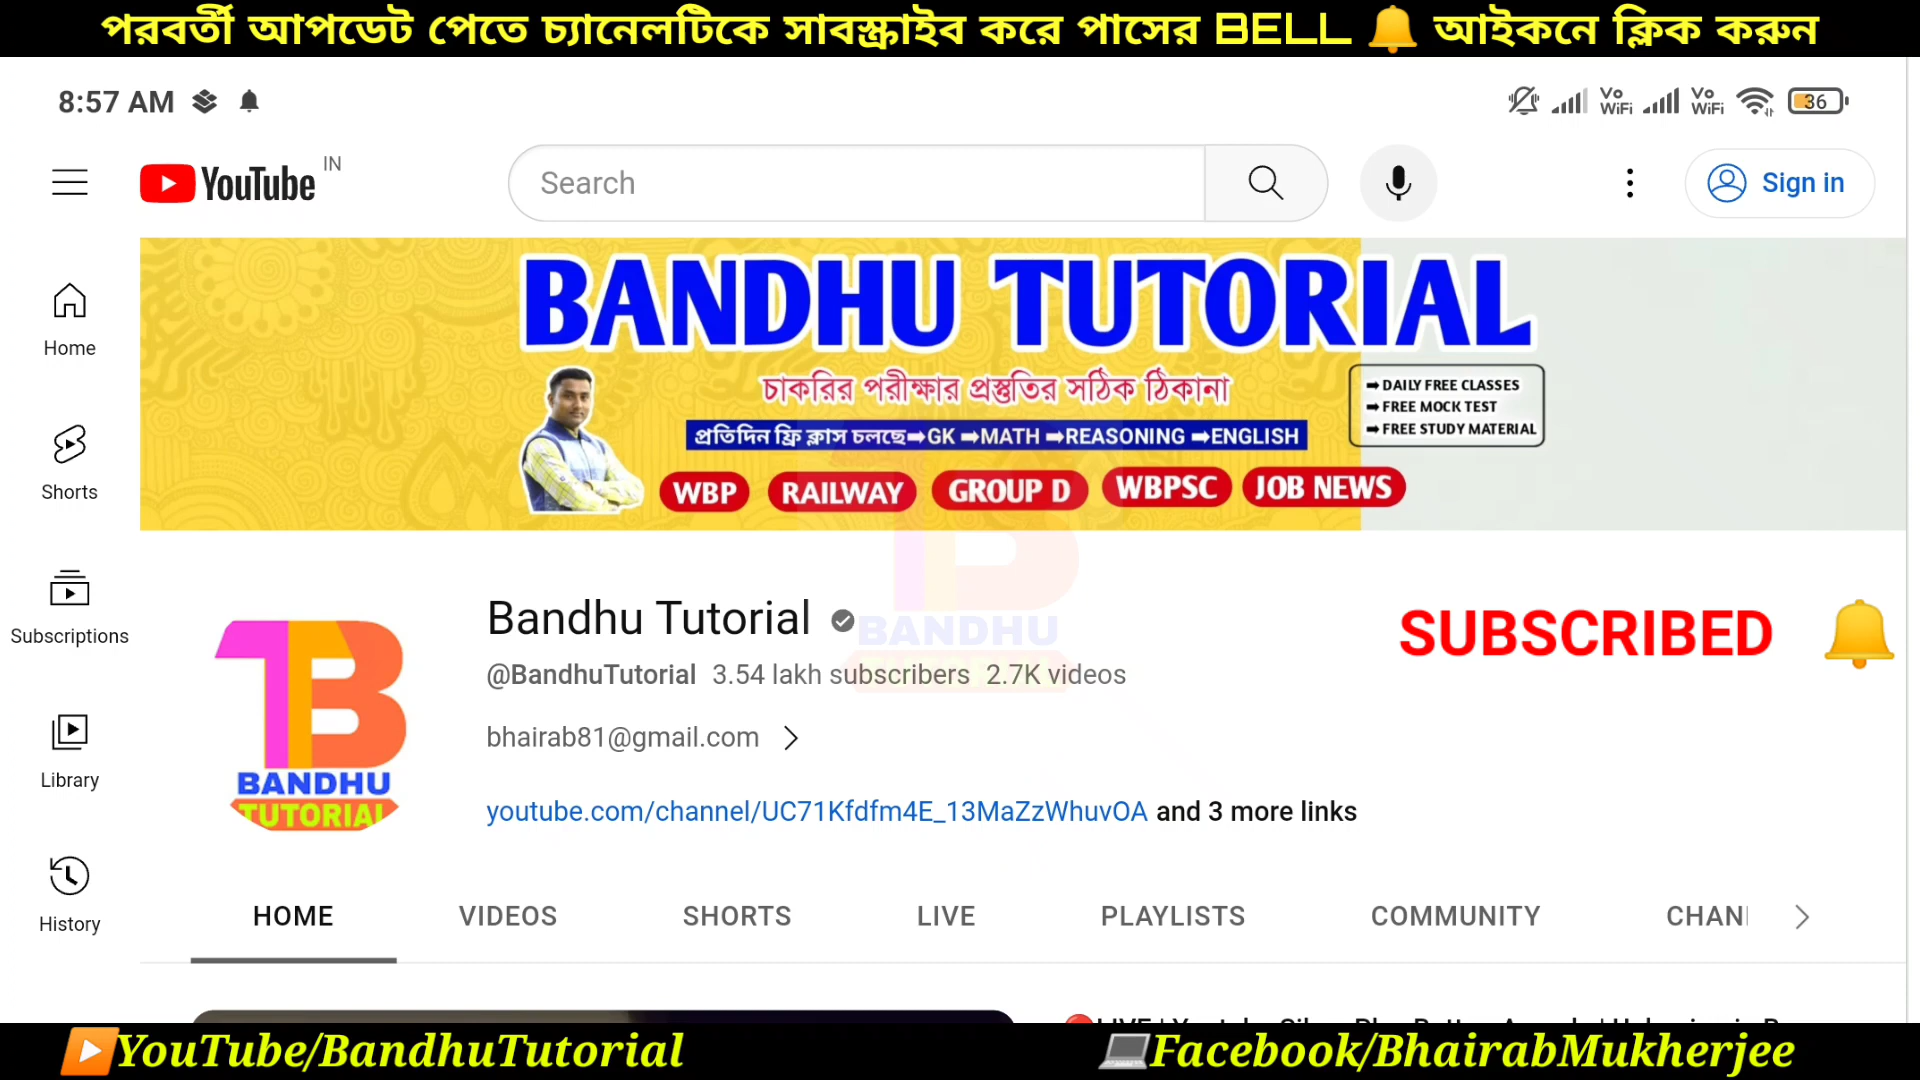 পরবর্তী আপডেট পেতে চ্যানেলটিকে সাবস্ক্রাইব করে পাসের BELL 🔔 আইকনে ক্লিক করুন
8:57 AM
Vo WiFi Vo WiFi 36
YouTube IN
Search
Sign in
Home
Shorts
Subscriptions
Library
History
BANDHU TUTORIAL
চাকরির পরীক্ষার প্রস্তুতির সঠিক ঠিকানা
প্রতিদিন ফ্রি ক্লাস চলছে➡GK ➡MATH ➡REASONING ➡ENGLISH
➡ DAILY FREE CLASSES
➡ FREE MOCK TEST
➡ FREE STUDY MATERIAL
WBP RAILWAY GROUP D WBPSC JOB NEWS
TB
BANDHU
TUTORIAL
Bandhu Tutorial
BANDHU
@BandhuTutorial 3.54 lakh subscribers 2.7K videos
bhairab81@gmail.com
youtube.com/channel/UC71Kfdfm4E_13MaZzWhuvOA and 3 more links
SUBSCRIBED
HOME VIDEOS SHORTS LIVE PLAYLISTS COMMUNITY CHAN
YouTube/BandhuTutorial
Facebook/BhairabMukherjee